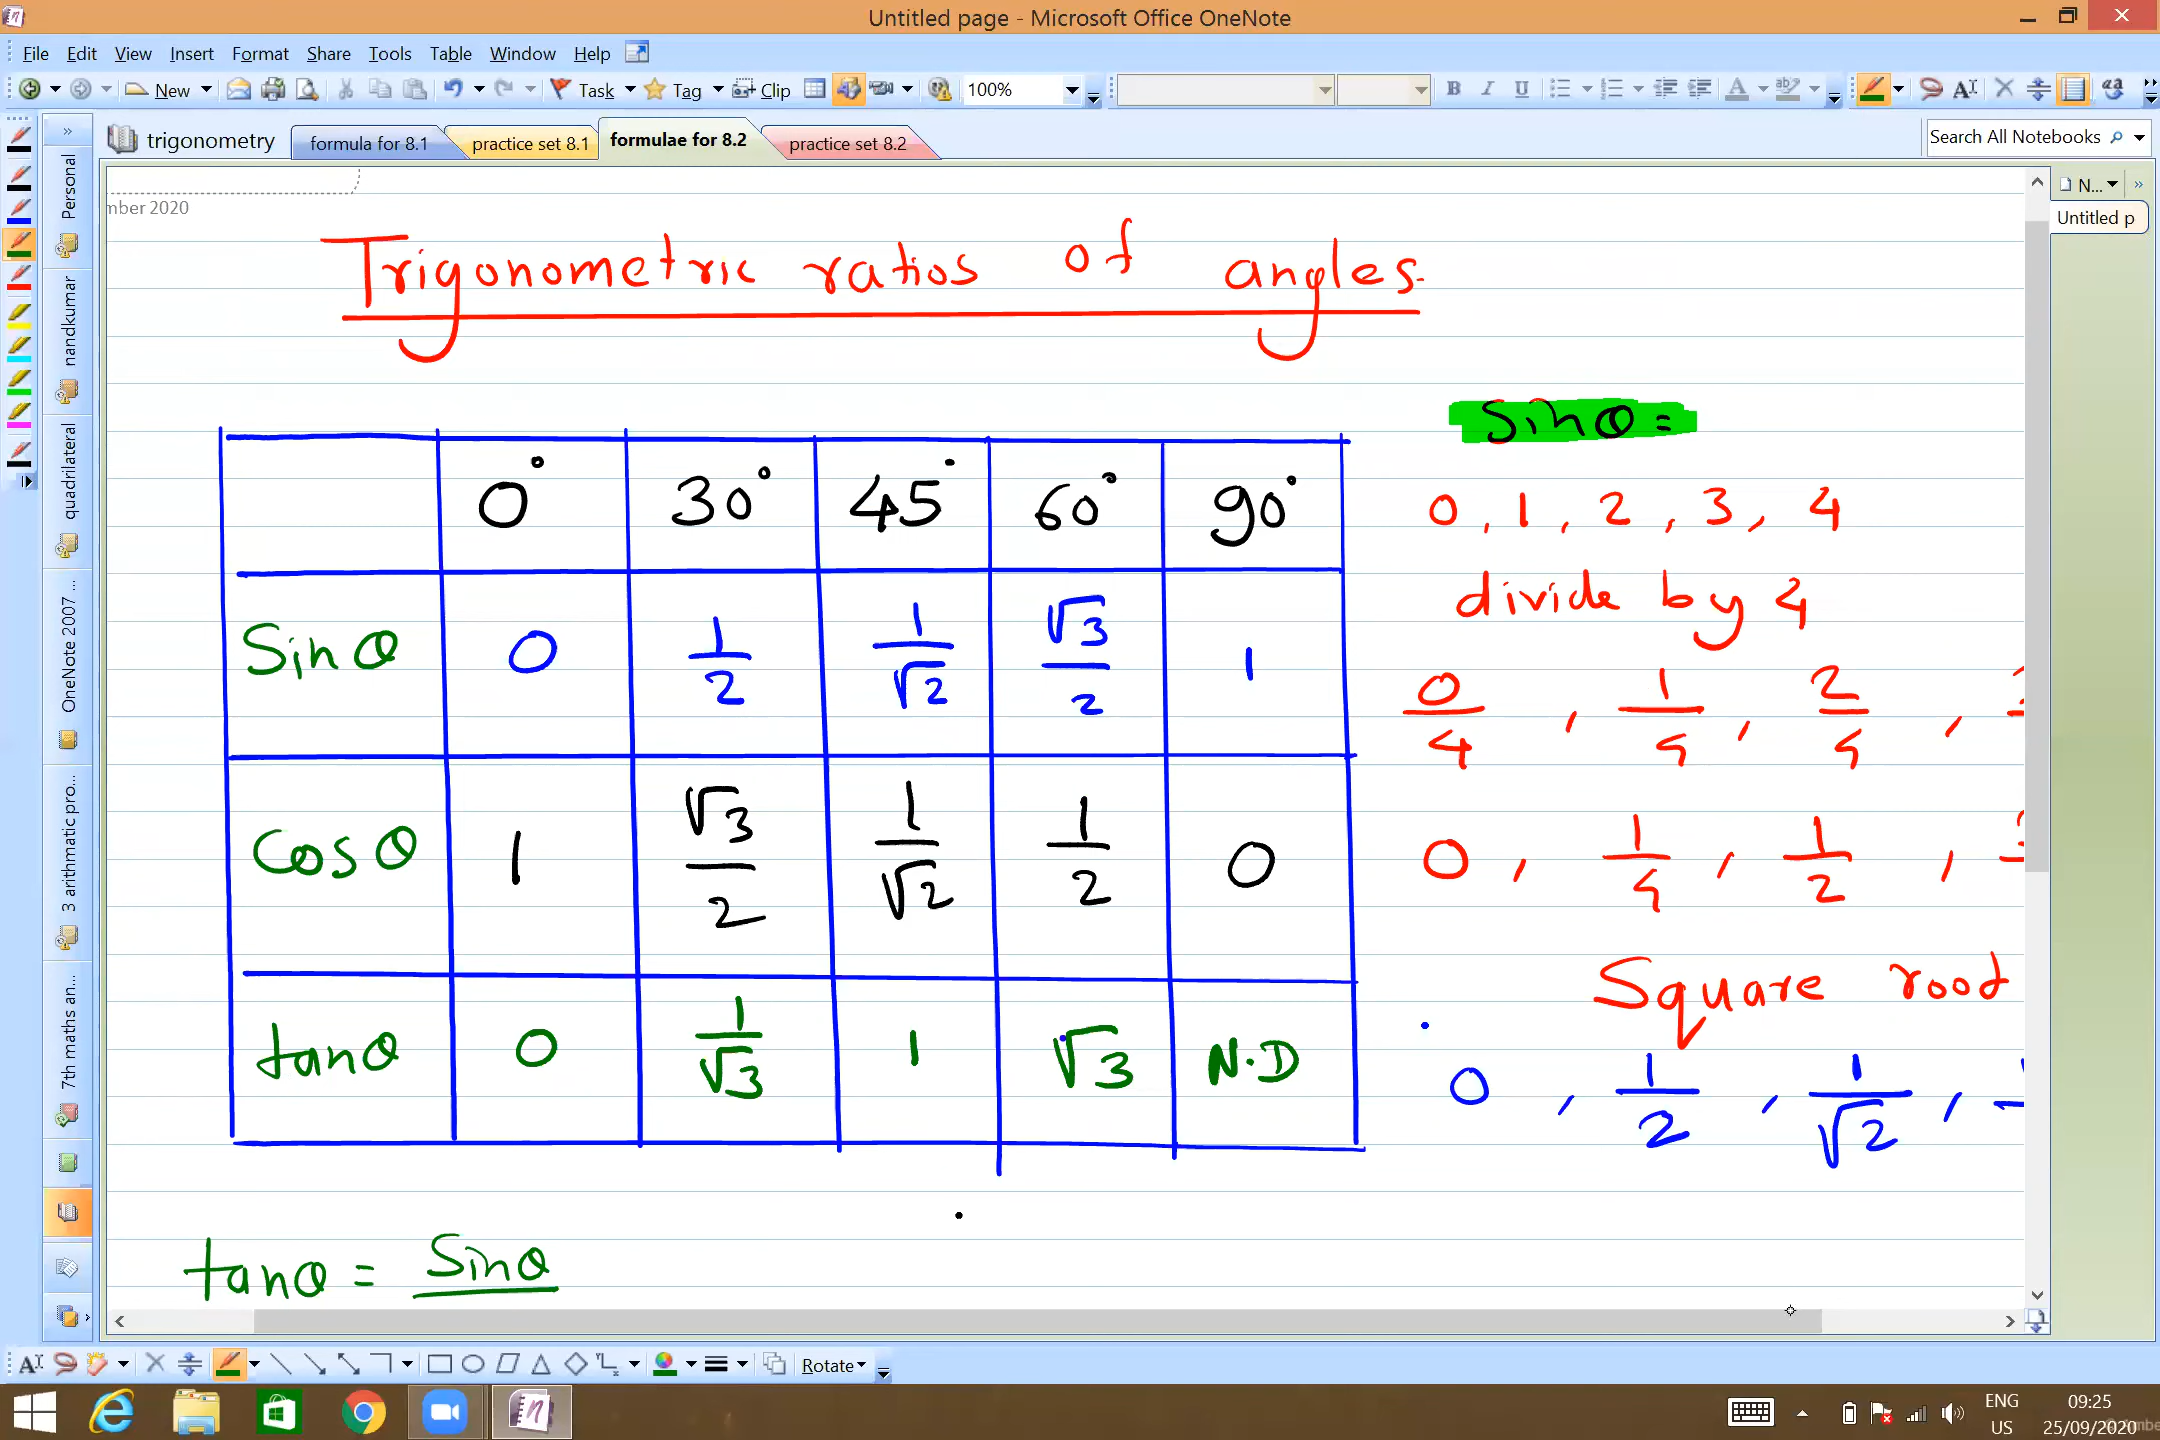 Untitled page - Microsoft Office OneNote
File Edit View Insert Format Share Tools Table Window Help
New Task Tag Clip 100% B I U A
trigonometry formula for 8.1 practice set 8.1 formulae for 8.2 practice set 8.2
Search All Notebooks
N...
Untitled p
Personal
nandkumar
quadrilateral
OneNote 2007 ...
3 arithmatic pro...
7th maths an...
mber 2020
Trigonometric ratios of angles.
0° 30° 45° 60° 90°
Sinθ 0 1/2 1/√2 √3/2 1
Cosθ 1 √3/2 1/√2 1/2 0
tanθ 0 1/√3 1 √3 N.D
Sinθ =
0, 1, 2, 3, 4
divide by 4
0/4, 1/4, 2/4,
0, 1/4, 1/2,
Square root
0, 1/2, 1/√2,
tanθ = Sinθ
Rotate
ENG
US
09:25
25/09/2020